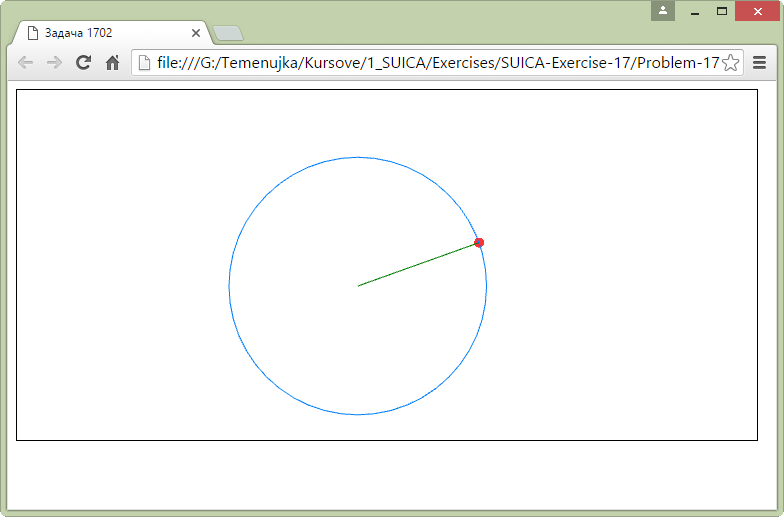 Задача 1702
file:///G:/Temenujka/Kursove/1_SUICA/Exercises/SUICA-Exercise-17/Problem-17